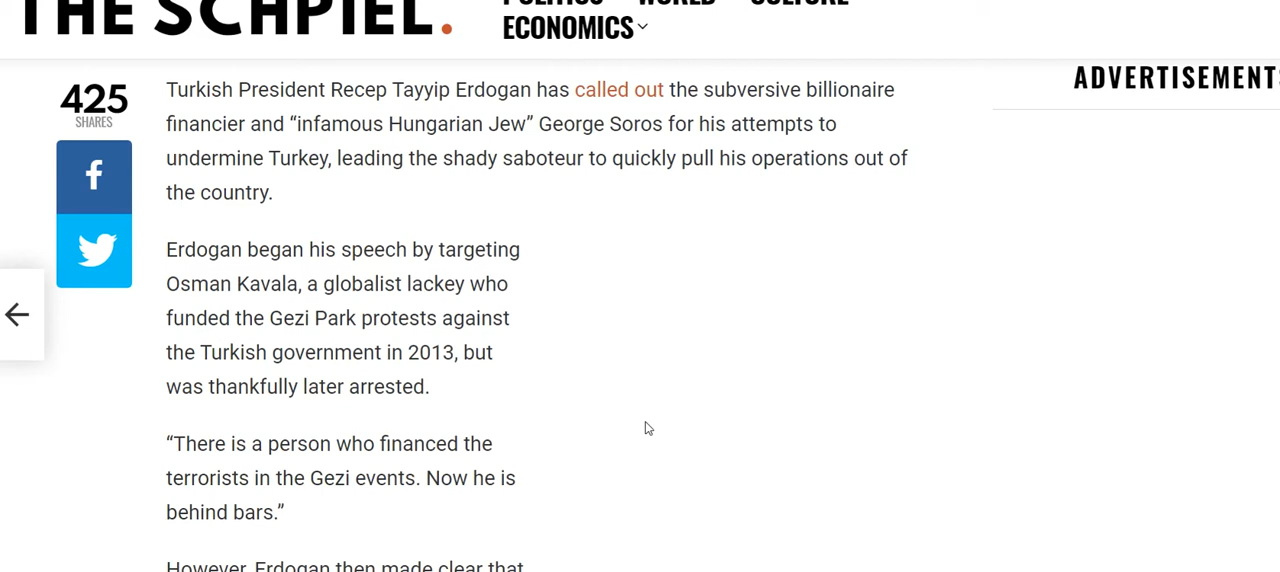 THE SCHPIEL.
POLITICS WORLD CULTURE
ECONOMICS
ADVERTISEMENT
425
SHARES
Turkish President Recep Tayyip Erdogan has called out the subversive billionaire
financier and “infamous Hungarian Jew” George Soros for his attempts to
undermine Turkey, leading the shady saboteur to quickly pull his operations out of
the country.
Erdogan began his speech by targeting
Osman Kavala, a globalist lackey who
funded the Gezi Park protests against
the Turkish government in 2013, but
was thankfully later arrested.
“There is a person who financed the
terrorists in the Gezi events. Now he is
behind bars.”
However, Erdogan then made clear that